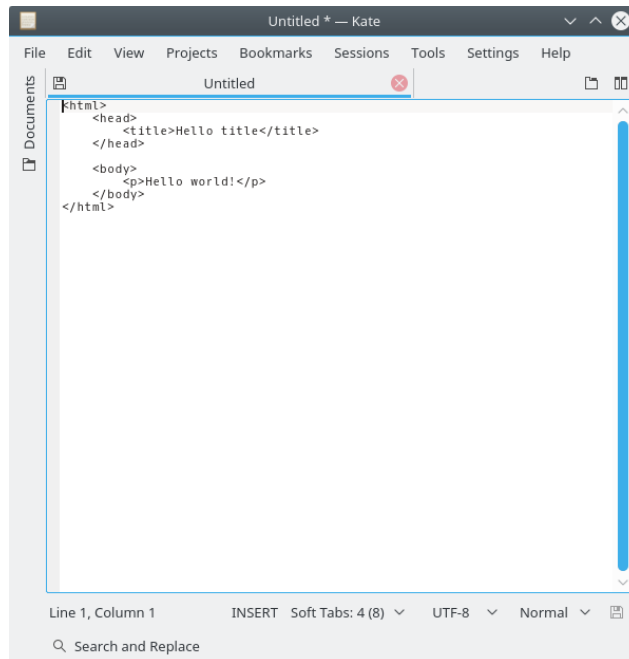 Untitled * — Kate
File Edit View Projects Bookmarks Sessions Tools Settings Help
Documents
Untitled
<html>
    <head>
        <title>Hello title</title>
    </head>

    <body>
        <p>Hello world!</p>
    </body>
</html>
Line 1, Column 1 INSERT Soft Tabs: 4 (8) UTF-8 Normal
Search and Replace